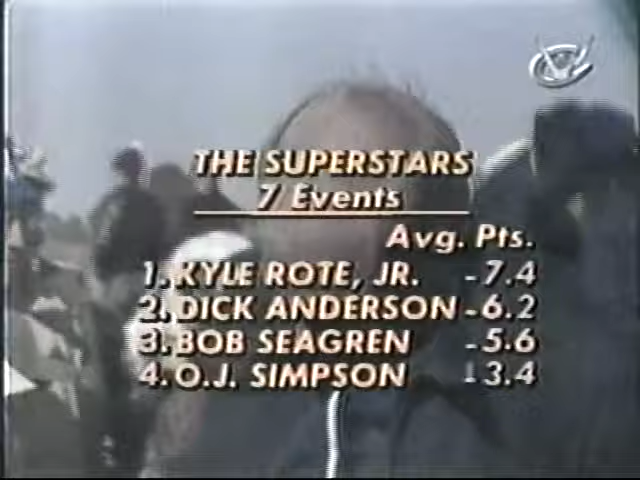 THE SUPERSTARS
7 Events
Avg. Pts.
1. KYLE ROTE, JR. -7.4
2. DICK ANDERSON -6.2
3. BOB SEAGREN -5.6
4. O.J. SIMPSON -3.4